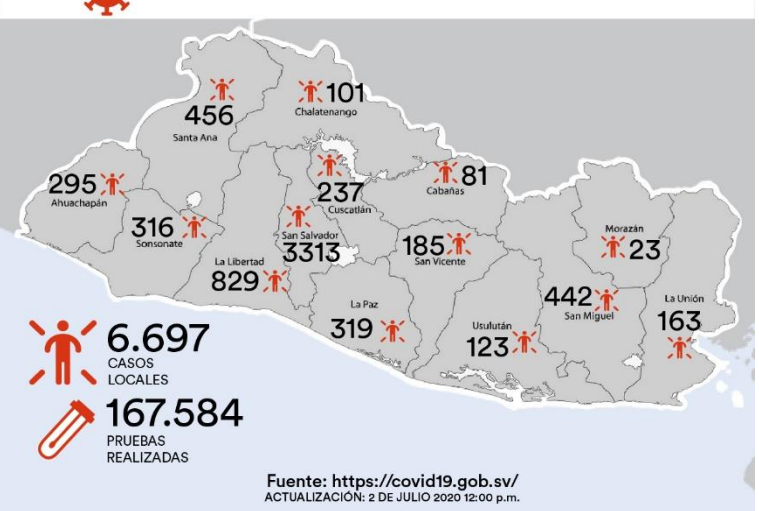 456
Santa Ana
101
Chalatenango
295
Ahuachapán
316
Sonsonate
237
Cuscatlán
81
Cabañas
San Salvador
3313
La Libertad
829
185
San Vicente
Morazán
23
La Paz
319
Usulután
123
442
San Miguel
La Unión
163
6.697
CASOS
LOCALES
167.584
PRUEBAS
REALIZADAS
Fuente: https://covid19.gob.sv/
ACTUALIZACIÓN: 2 DE JULIO 2020 12:00 p.m.